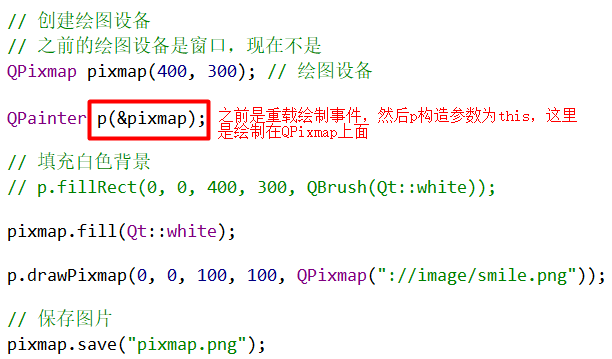 // 创建绘图设备
// 之前的绘图设备是窗口，现在不是
QPixmap pixmap(400, 300); // 绘图设备
QPainter p(&pixmap);
之前是重载绘制事件，然后p构造参数为this，这里
是绘制在QPixmap上面
// 填充白色背景
// p.fillRect(0, 0, 400, 300, QBrush(Qt::white));
pixmap.fill(Qt::white);
p.drawPixmap(0, 0, 100, 100, QPixmap("://image/smile.png"));
// 保存图片
pixmap.save("pixmap.png");